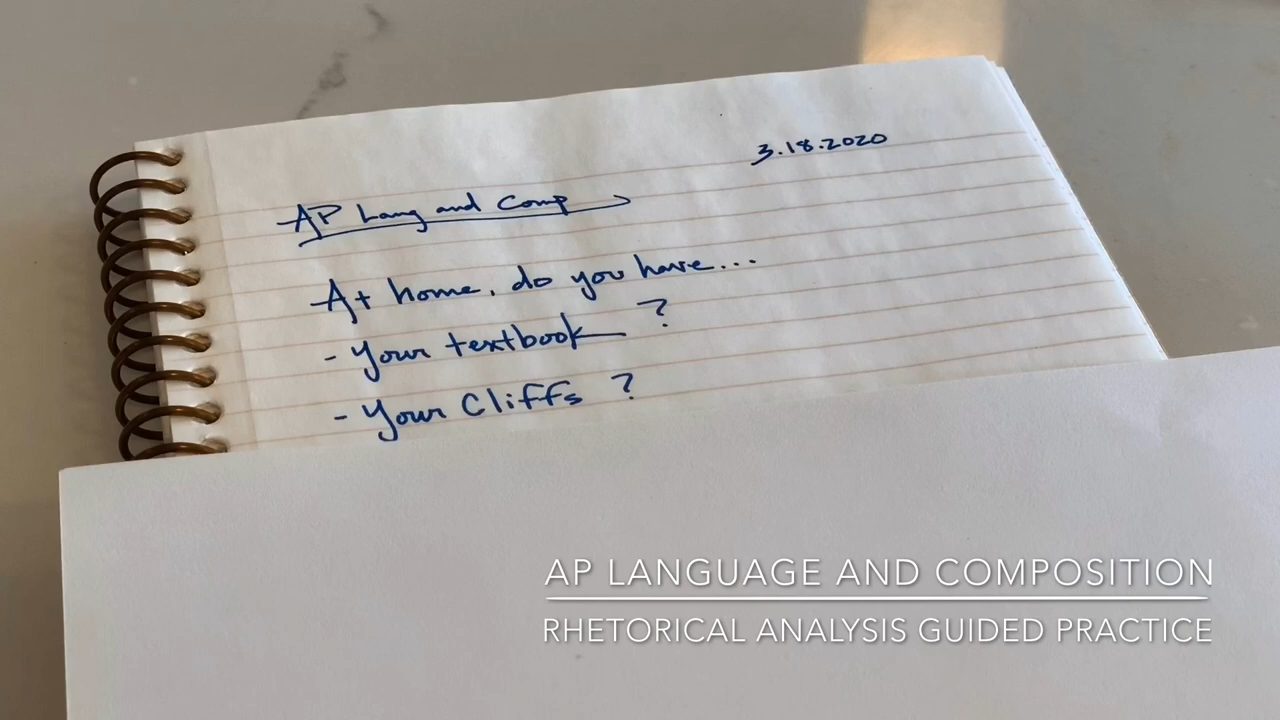 3.18.2020
AP Lang and Comp
At home, do you have...
- Your textbook ?
- Your Cliffs ?
AP LANGUAGE AND COMPOSITION
RHETORICAL ANALYSIS GUIDED PRACTICE